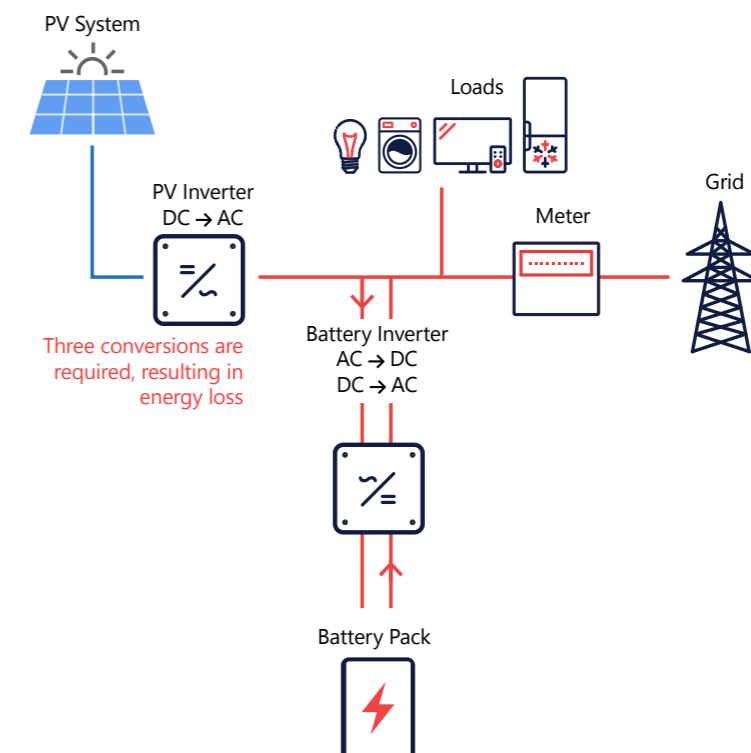 PV System
Loads
Grid
PV Inverter
DC → AC
Meter
Three conversions are
required, resulting in
energy loss
Battery Inverter
AC → DC
DC → AC
Battery Pack